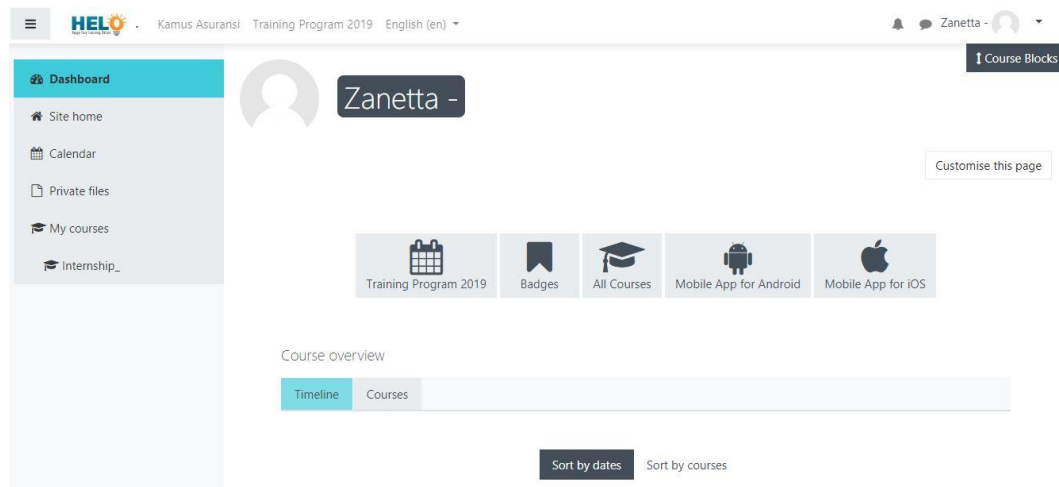 HELO . Kamus Asuransi Training Program 2019 English (en) Zanetta -
Course Blocks
Dashboard
Site home
Calendar
Private files
My courses
Internship_
Zanetta -
Customise this page
Training Program 2019 Badges All Courses Mobile App for Android Mobile App for iOS
Course overview
Timeline Courses
Sort by dates Sort by courses